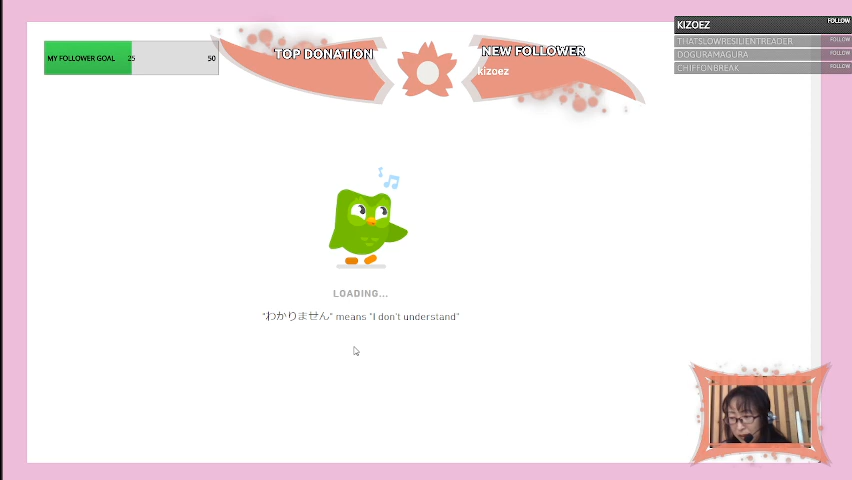 KIZOEZ FOLLOW
THATSLOWRESILIENTREADER FOLLOW
DOGURAMAGURA FOLLOW
CHIFFONBREAK FOLLOW
MY FOLLOWER GOAL 25 50
TOP DONATION
NEW FOLLOWER
kizoez
LOADING...
"わかりません" means "I don't understand"